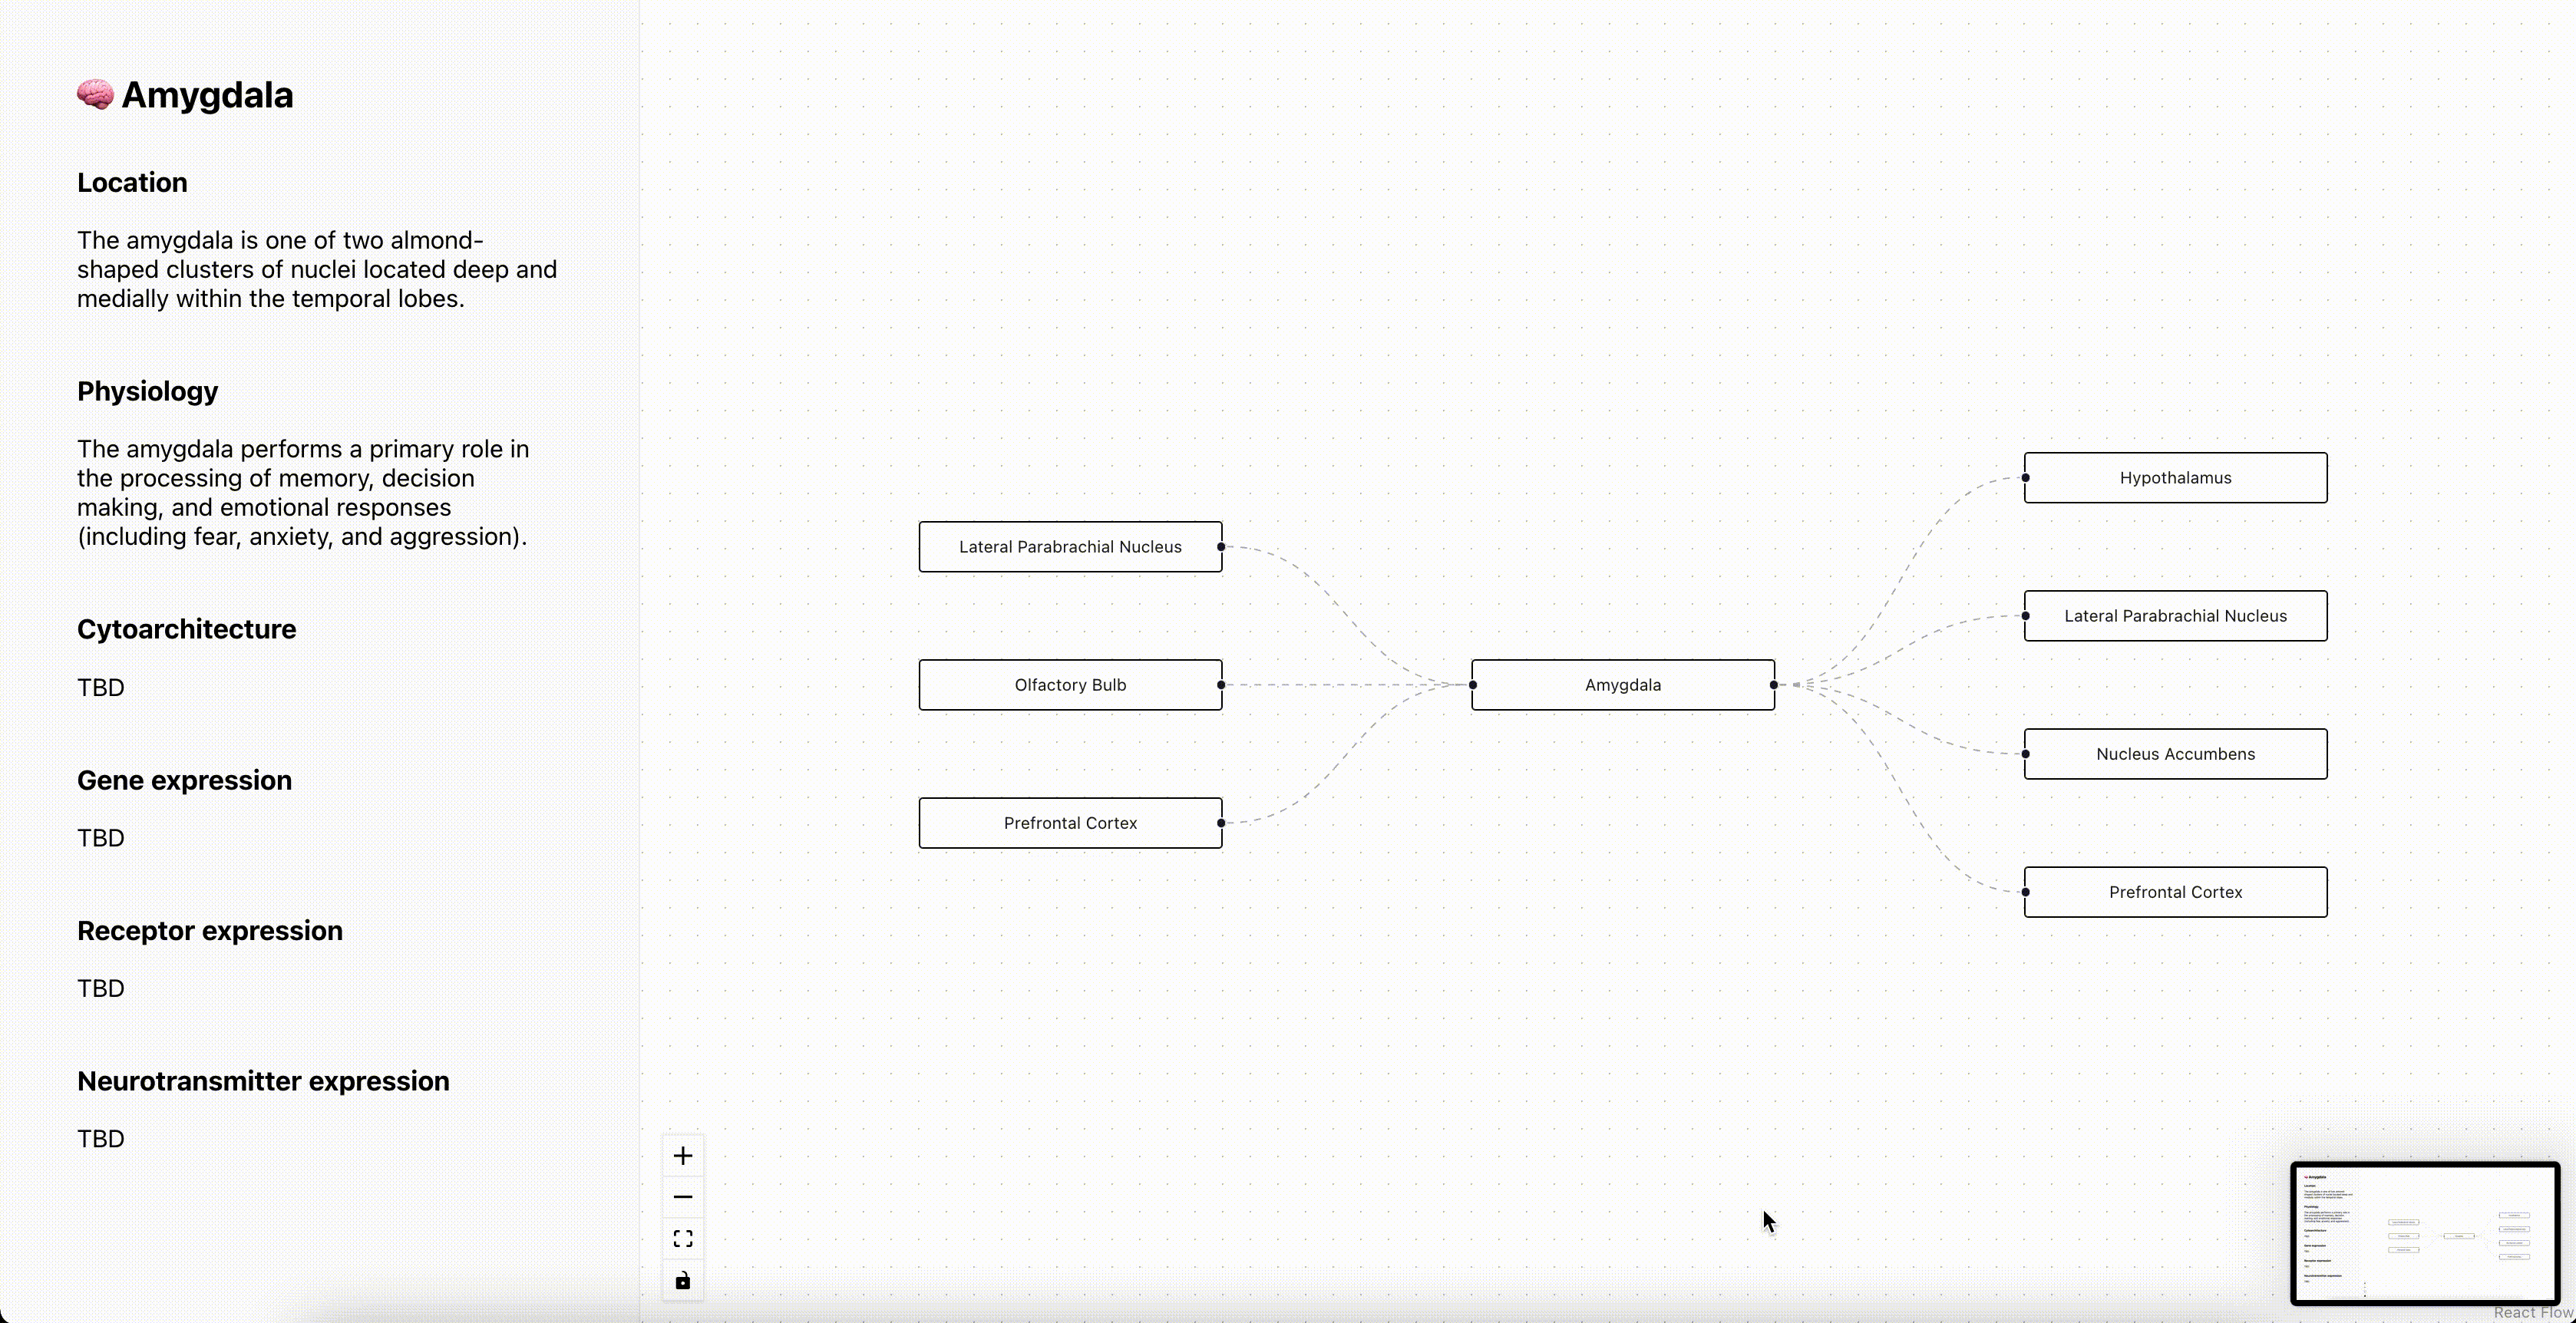 Amygdala
Location
The amygdala is one of two almond-
shaped clusters of nuclei located deep and
medially within the temporal lobes.
Physiology
The amygdala performs a primary role in
the processing of memory, decision
making, and emotional responses
(including fear, anxiety, and aggression).
Cytoarchitecture
TBD
Gene expression
TBD
Receptor expression
TBD
Neurotransmitter expression
TBD
Lateral Parabrachial Nucleus
Olfactory Bulb
Prefrontal Cortex
Amygdala
Hypothalamus
Lateral Parabrachial Nucleus
Nucleus Accumbens
Prefrontal Cortex
React Flow